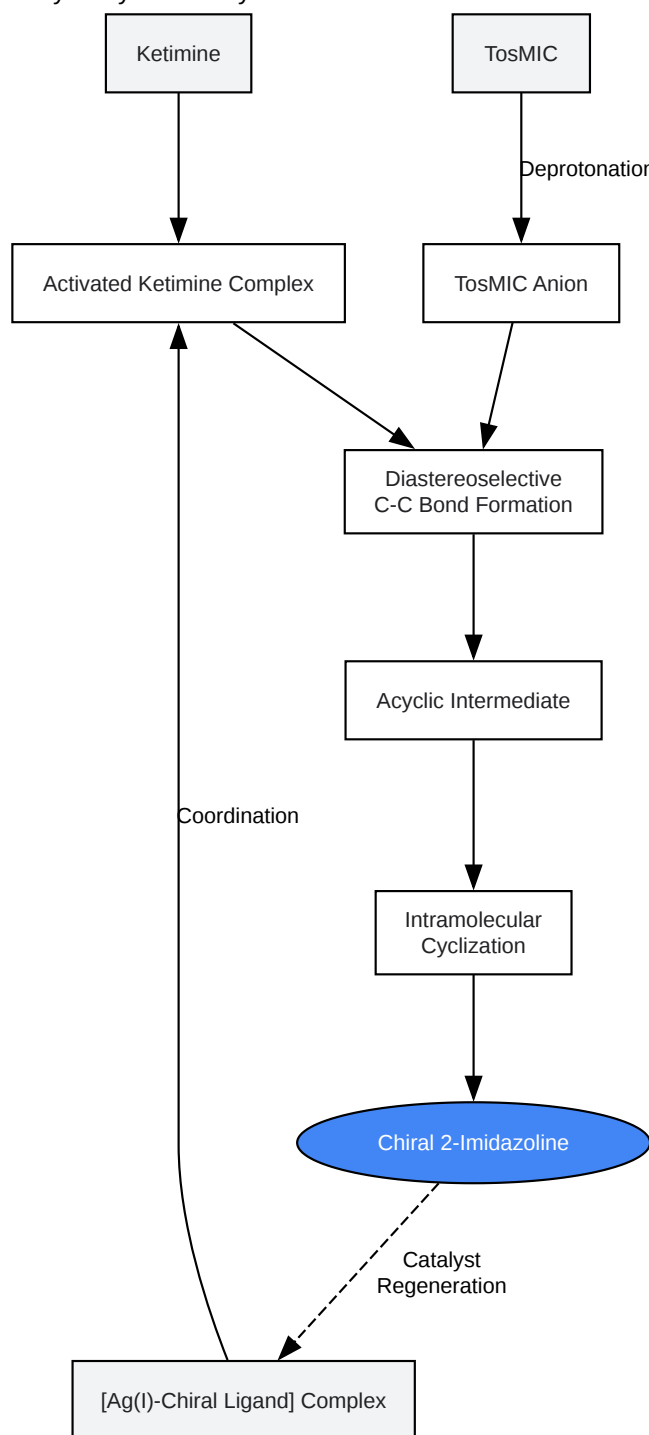 Ketimine
TosMIC
Deprotonation
Activated Ketimine Complex
TosMIC Anion
Diastereoselective
C-C Bond Formation
Acyclic Intermediate
Coordination
Intramolecular
Cyclization
Chiral 2-Imidazoline
Catalyst
Regeneration
[Ag(I)-Chiral Ligand] Complex